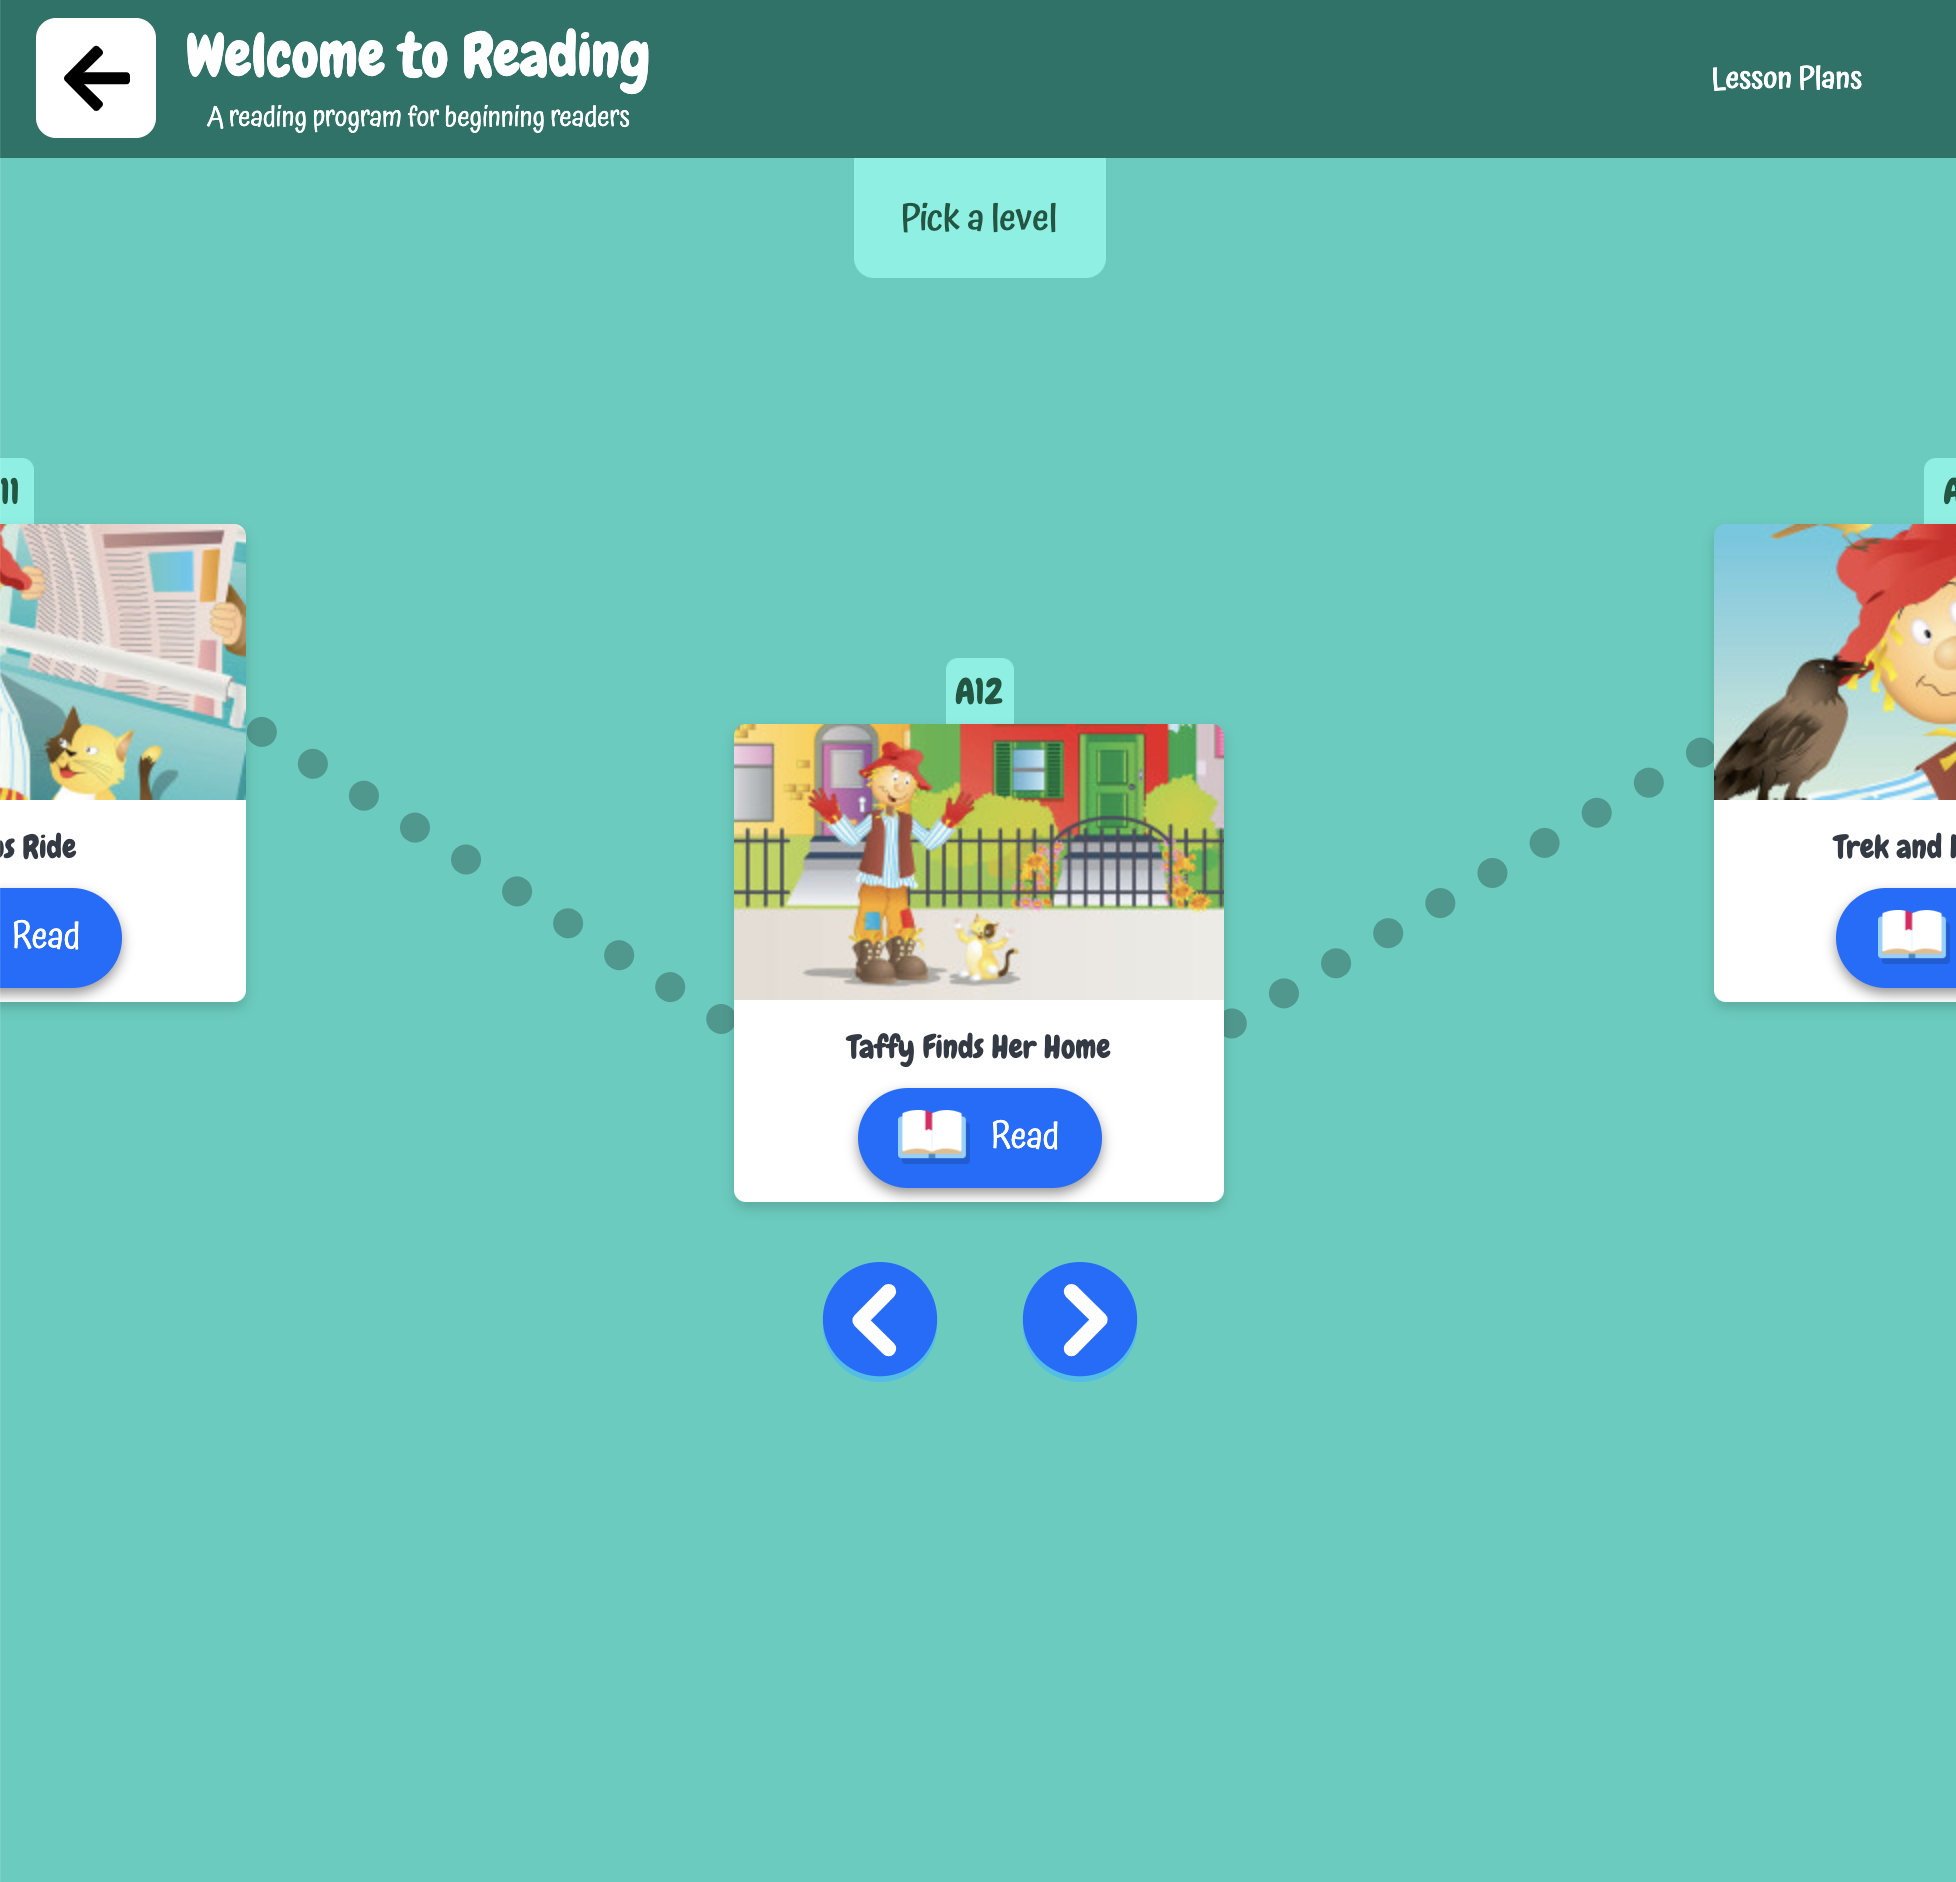 Welcome to Reading
A reading program for beginning readers
Lesson Plans
Pick a level
11
A12
Ride
Read
Taffy Finds Her Home
Read
Trek and